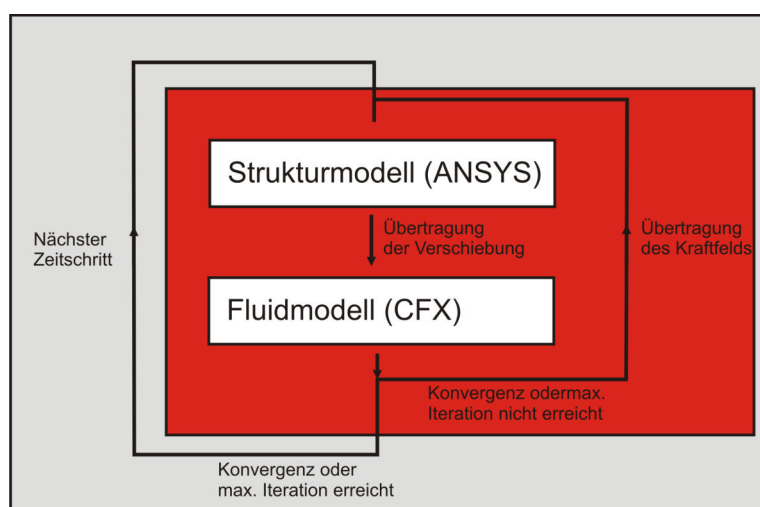 Strukturmodell (ANSYS)
Übertragung
der Verschiebung
Übertragung
des Kraftfelds
Nächster
Zeitschritt
Fluidmodell (CFX)
Konvergenz odermax.
Iteration nicht erreicht
Konvergenz oder
max. Iteration erreicht